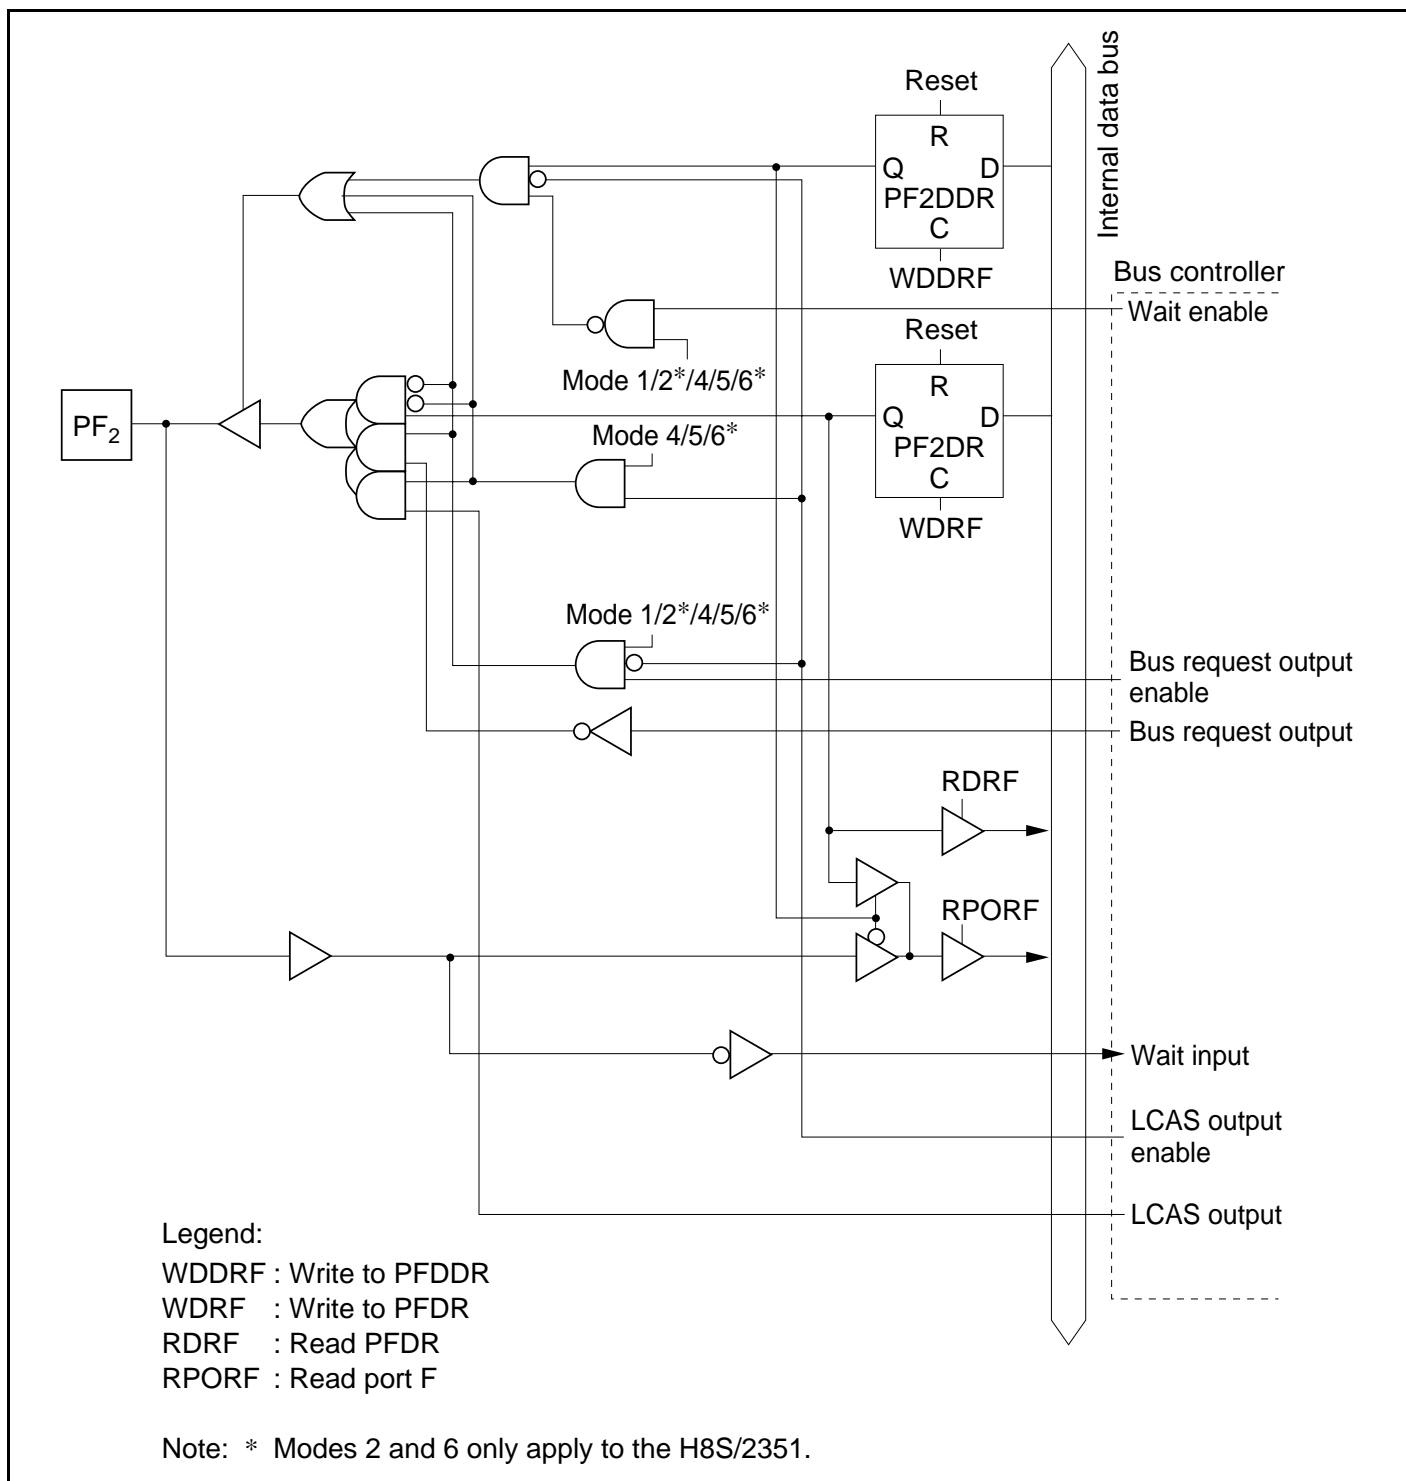 Reset
R
Q D
PF2DDR
C
WDDRF
Internal data bus
Bus controller
Wait enable
Reset
R
Q D
PF2DR
C
WDRF
Mode 1/2*/4/5/6*
PF2
Mode 4/5/6*
Mode 1/2*/4/5/6*
Bus request output
enable
Bus request output
RDRF
RPORF
Wait input
LCAS output
enable
LCAS output
Legend:
WDDRF : Write to PFDDR
WDRF : Write to PFDR
RDRF : Read PFDR
RPORF : Read port F
Note: * Modes 2 and 6 only apply to the H8S/2351.